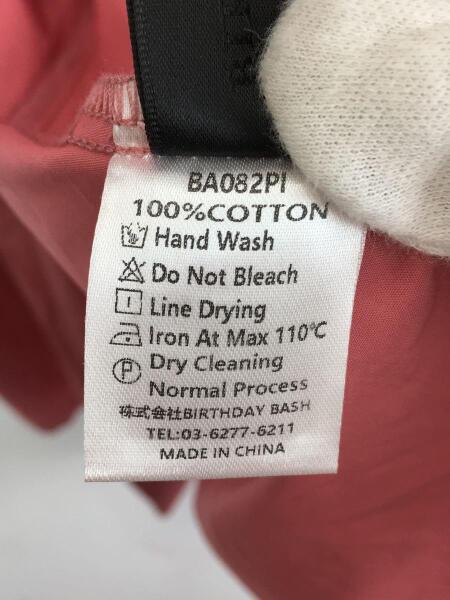 BA082PI
100%COTTON
Hand Wash
Do Not Bleach
Line Drying
Iron At Max 110℃
P Dry Cleaning
Normal Process
株式会社BIRTHDAY BASH
TEL:03-6277-6211
MADE IN CHINA